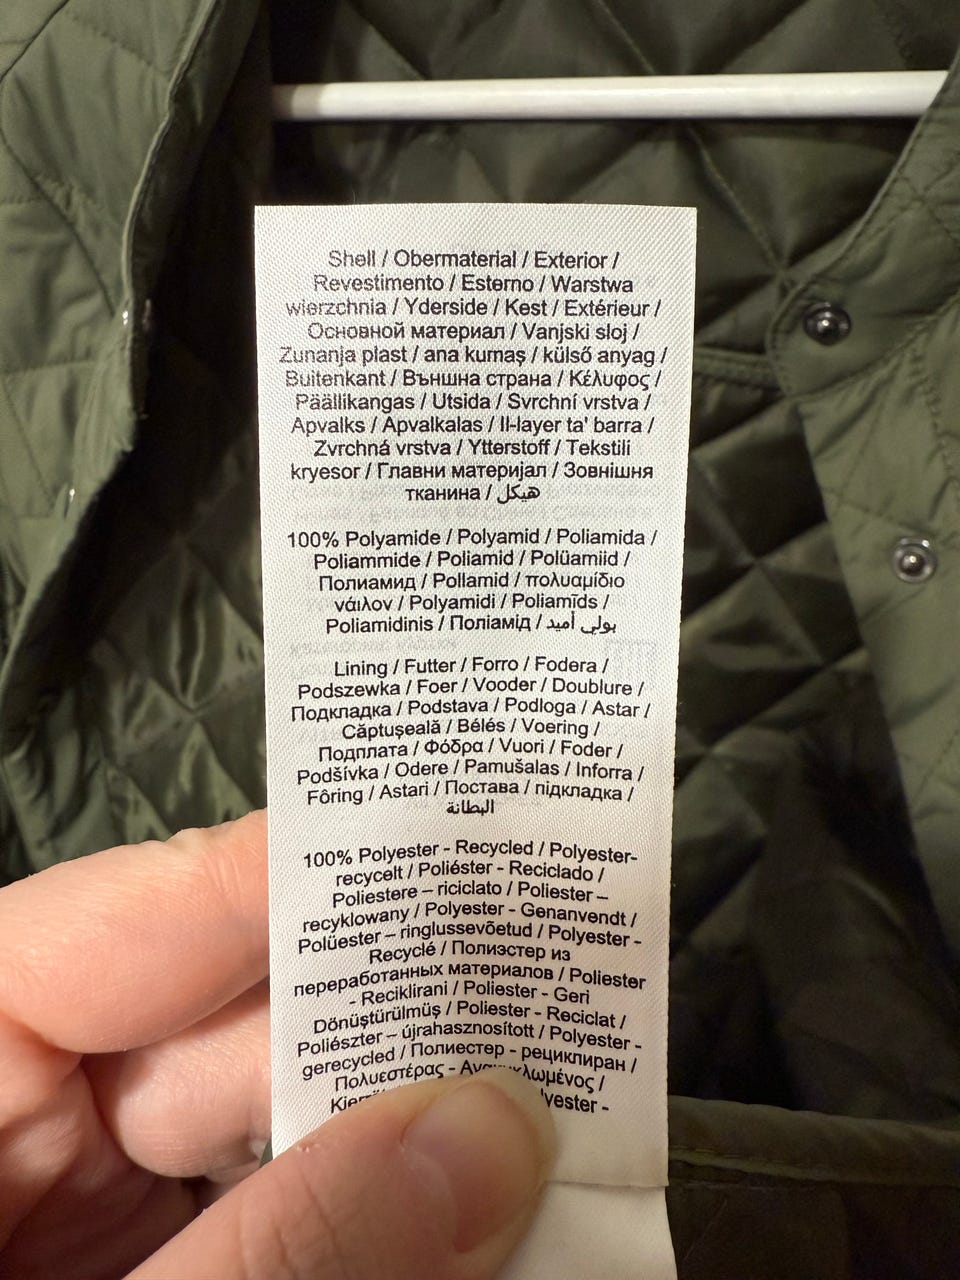 Shell / Obermaterial / Exterior /
Revestimento / Esterno / Warstwa
wierzchnia / Yderside / Kest / Extérieur /
Основной материал / Vanjski sloj /
Zunanja plast / ana kumaş / külső anyag /
Buitenkant / Външна страна / Κέλυφος /
Päällikangas / Utsida / Svrchní vrstva /
Apvalks / Apvalkalas / Il-layer ta' barra /
Zvrchná vrstva / Ytterstoff / Tekstili
kryesor / Главни материјал / Зовнішня
тканина / هيكل
100% Polyamide / Polyamid / Poliamida /
Poliammide / Poliamid / Polüamiid /
Полиамид / Pollamid / πολυαμίδιο
νάιλον / Polyamidi / Poliamīds /
Poliamidinis / Поліамід / بولي أميد
Lining / Futter / Forro / Fodera /
Podszewka / Foer / Vooder / Doublure /
Подкладка / Podstava / Podloga / Astar /
Căptușeală / Bélés / Voering /
Подплата / Φόδρα / Vuori / Foder /
Podšívka / Odere / Pamušalas / Inforra /
Fôring / Astari / Постава / підкладка /
البطانة
100% Polyester - Recycled / Polyester-
recycelt / Poliéster - Reciclado /
Poliestere – riciclato / Poliester –
recyklowany / Polyester - Genanvendt /
Polüester – ringlussevõetud / Polyester -
Recyclé / Полиэстер из
переработанных материалов / Poliester
- Reciklirani / Poliester - Geri
Dönüştürülmüş / Poliester - Reciclat /
Poliészter – újrahasznosított / Polyester -
gerecycled / Полиестер - рециклиран /
Πολυεστέρας - /
-